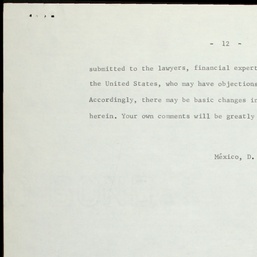 - 12 -
submitted to the lawyers, financial expert
the United States, who may have objections
Accordingly, there may be basic changes in
herein. Your own comments will be greatly
México, D.